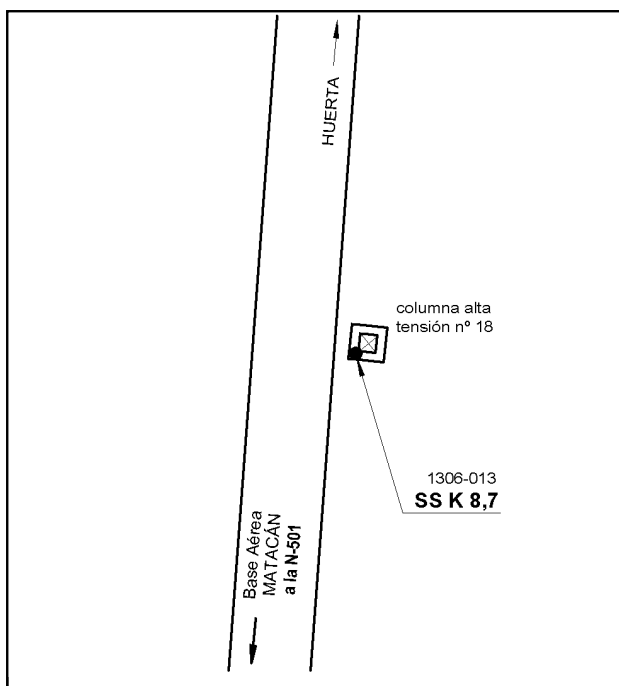 HUERTA
columna alta
tensión nº 18
1306-013
SS K 8,7
Base Aérea
MATACÁN
a la N-501